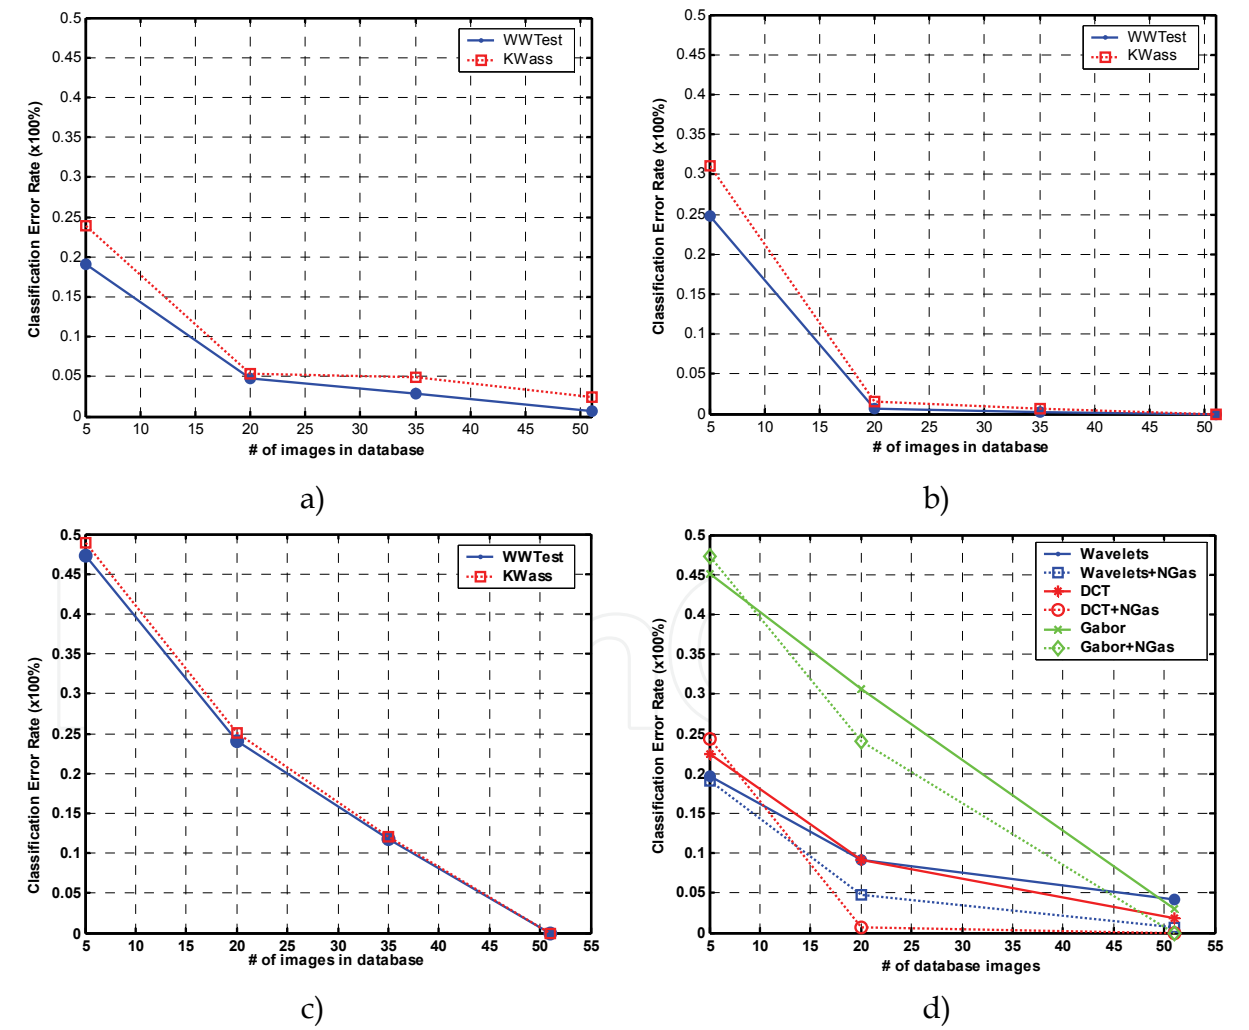 0.5
0.45
0.4
0.35
0.3
0.25
0.2
0.15
0.1
0.05
0
Classification Error Rate (x100%)
WWTest
KWass
5 10 15 20 25 30 35 40 45 50
# of images in database
a)
0.5
0.45
0.4
0.35
0.3
0.25
0.2
0.15
0.1
0.05
0
Classification Error Rate (x100%)
WWTest
KWass
5 10 15 20 25 30 35 40 45 50
# of images in database
b)
0.5
0.45
0.4
0.35
0.3
0.25
0.2
0.15
0.1
0.05
0
Classification Error Rate (x100%)
WWTest
KWass
5 10 15 20 25 30 35 40 45 50 55
# of images in database
c)
0.5
0.45
0.4
0.35
0.3
0.25
0.2
0.15
0.1
0.05
0
Classification Error Rate (x100%)
Wavelets
Wavelets+NGas
DCT
DCT+NGas
Gabor
Gabor+NGas
5 10 15 20 25 30 35 40 45 50 55
# of database images
d)